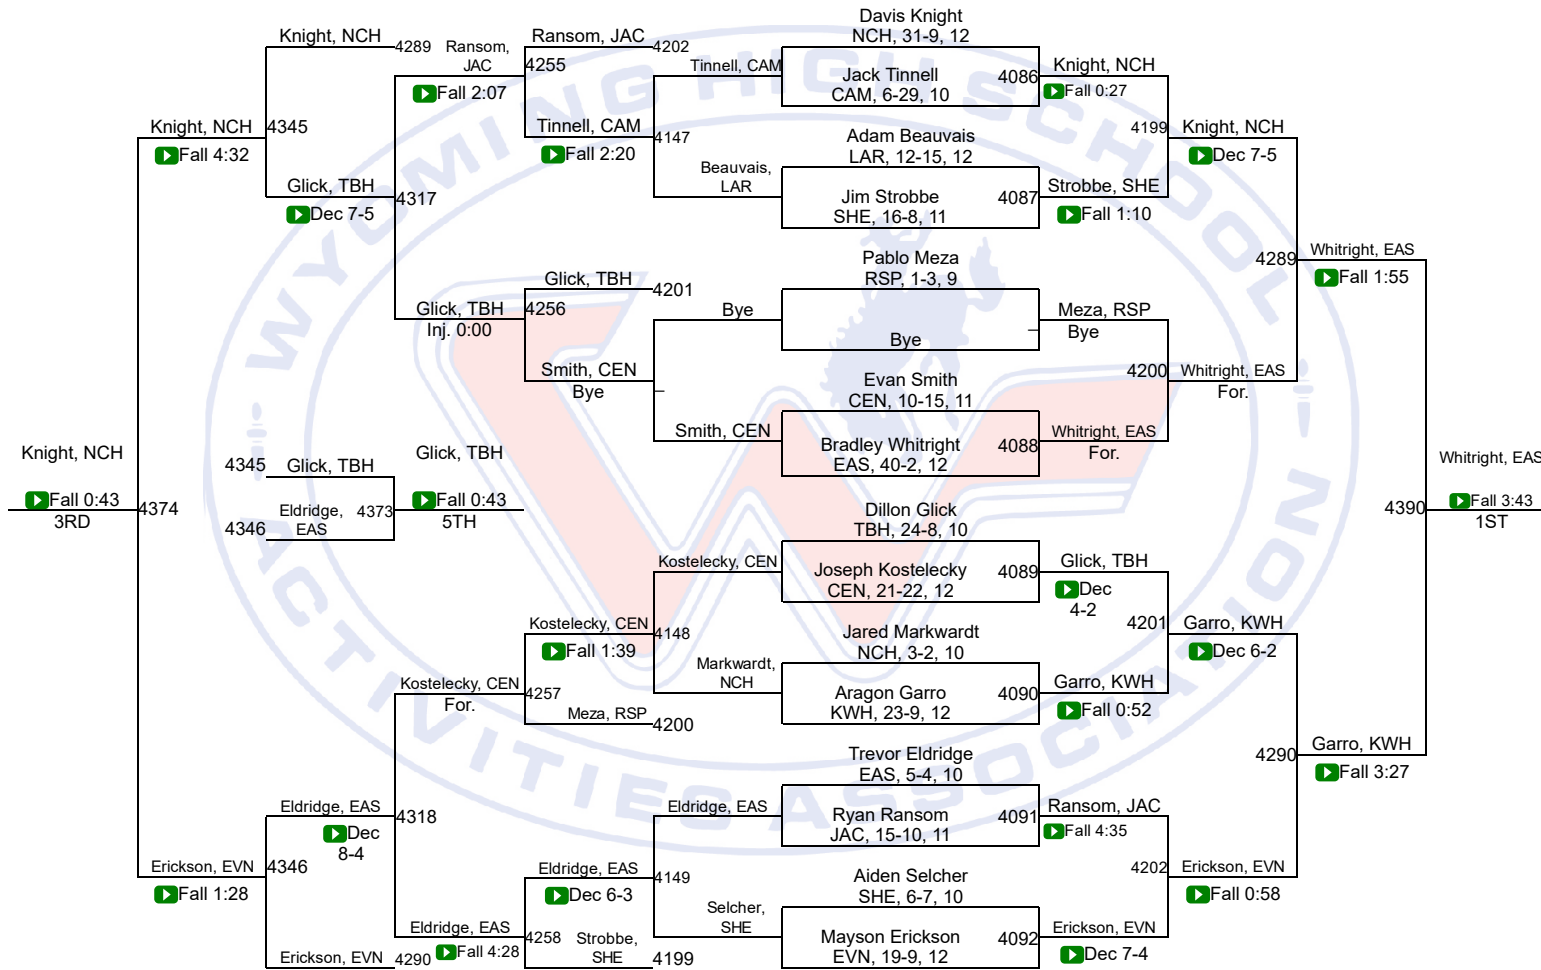 Davis Knight
NCH, 31-9, 12
Knight, NCH
4289
Ransom,
JAC
Ransom, JAC
4202
Tinnell, CAM
Jack Tinnell
CAM, 6-29, 10
4086
Knight, NCH
Fall 0:27
4255
Fall 2:07
Knight, NCH
4345
Fall 4:32
Tinnell, CAM
4147
Fall 2:20
Adam Beauvais
LAR, 12-15, 12
4199
Knight, NCH
Dec 7-5
Beauvais,
LAR
Glick, TBH
4317
Dec 7-5
Jim Strobbe
SHE, 16-8, 11
4087
Strobbe, SHE
Fall 1:10
Pablo Meza
RSP, 1-3, 9
4289
Whitright, EAS
Fall 1:55
Glick, TBH
4201
Glick, TBH
4256
Inj. 0:00
Bye
Meza, RSP
Bye
Bye
Smith, CEN
Bye
Evan Smith
CEN, 10-15, 11
4200
Whitright, EAS
For.
Smith, CEN
Bradley Whitright
EAS, 40-2, 12
4088
Whitright, EAS
For.
Knight, NCH
Fall 0:43
3RD
4374
4345
Glick, TBH
Eldridge,
EAS
4373
4346
Glick, TBH
Fall 0:43
5TH
Whitright, EAS
4390
Fall 3:43
1ST
Dillon Glick
TBH, 24-8, 10
Kostelecky, CEN
Joseph Kostelecky
CEN, 21-22, 12
4089
Glick, TBH
Dec
4-2
Kostelecky, CEN
4148
Fall 1:39
Jared Markwardt
NCH, 3-2, 10
4201
Garro, KWH
Dec 6-2
Markwardt,
NCH
Kostelecky, CEN
4257
For.
Meza, RSP
4200
Aragon Garro
KWH, 23-9, 12
4090
Garro, KWH
Fall 0:52
Trevor Eldridge
EAS, 5-4, 10
4290
Garro, KWH
Fall 3:27
Eldridge, EAS
4318
Dec
8-4
Eldridge, EAS
Ryan Ransom
JAC, 15-10, 11
4091
Ransom, JAC
Fall 4:35
Erickson, EVN
4346
Fall 1:28
Eldridge, EAS
4149
Dec 6-3
Aiden Selcher
SHE, 6-7, 10
4202
Erickson, EVN
Fall 0:58
Selcher,
SHE
Eldridge, EAS
4258
Fall 4:28
Strobbe,
SHE
4199
Erickson, EVN
4290
Mayson Erickson
EVN, 19-9, 12
4092
Erickson, EVN
Dec 7-4
WYOMING HIGH SCHOOL
ACTIVITIES ASSOCIATION
W